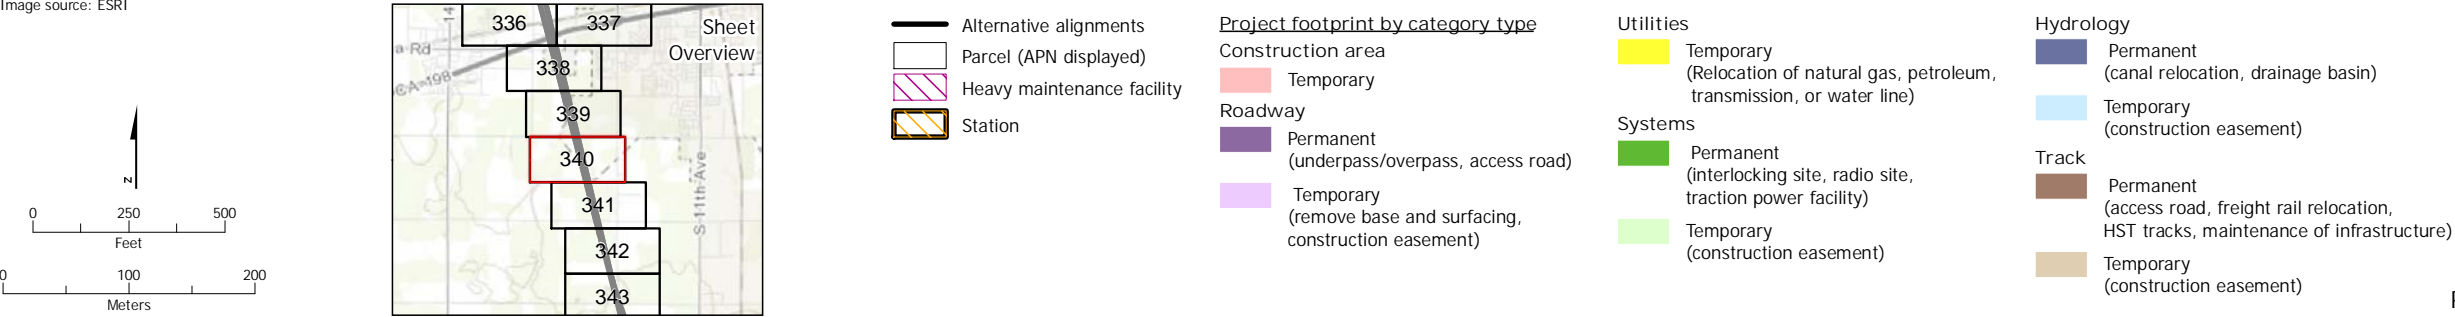 Image source: ESRI
N
0 250 500
Feet
0 100 200
Meters
Sheet
Overview
336
337
338
339
340
341
342
343
14
a Rd
CA-198
S-11th-Ave
Alternative alignments
Parcel (APN displayed)
Heavy maintenance facility
Station
Project footprint by category type
Construction area
Temporary
Roadway
Permanent
(underpass/overpass, access road)
Temporary
(remove base and surfacing,
construction easement)
Utilities
Temporary
(Relocation of natural gas, petroleum,
transmission, or water line)
Systems
Permanent
(interlocking site, radio site,
traction power facility)
Temporary
(construction easement)
Hydrology
Permanent
(canal relocation, drainage basin)
Temporary
(construction easement)
Track
Permanent
(access road, freight rail relocation,
HST tracks, maintenance of infrastructure)
Temporary
(construction easement)